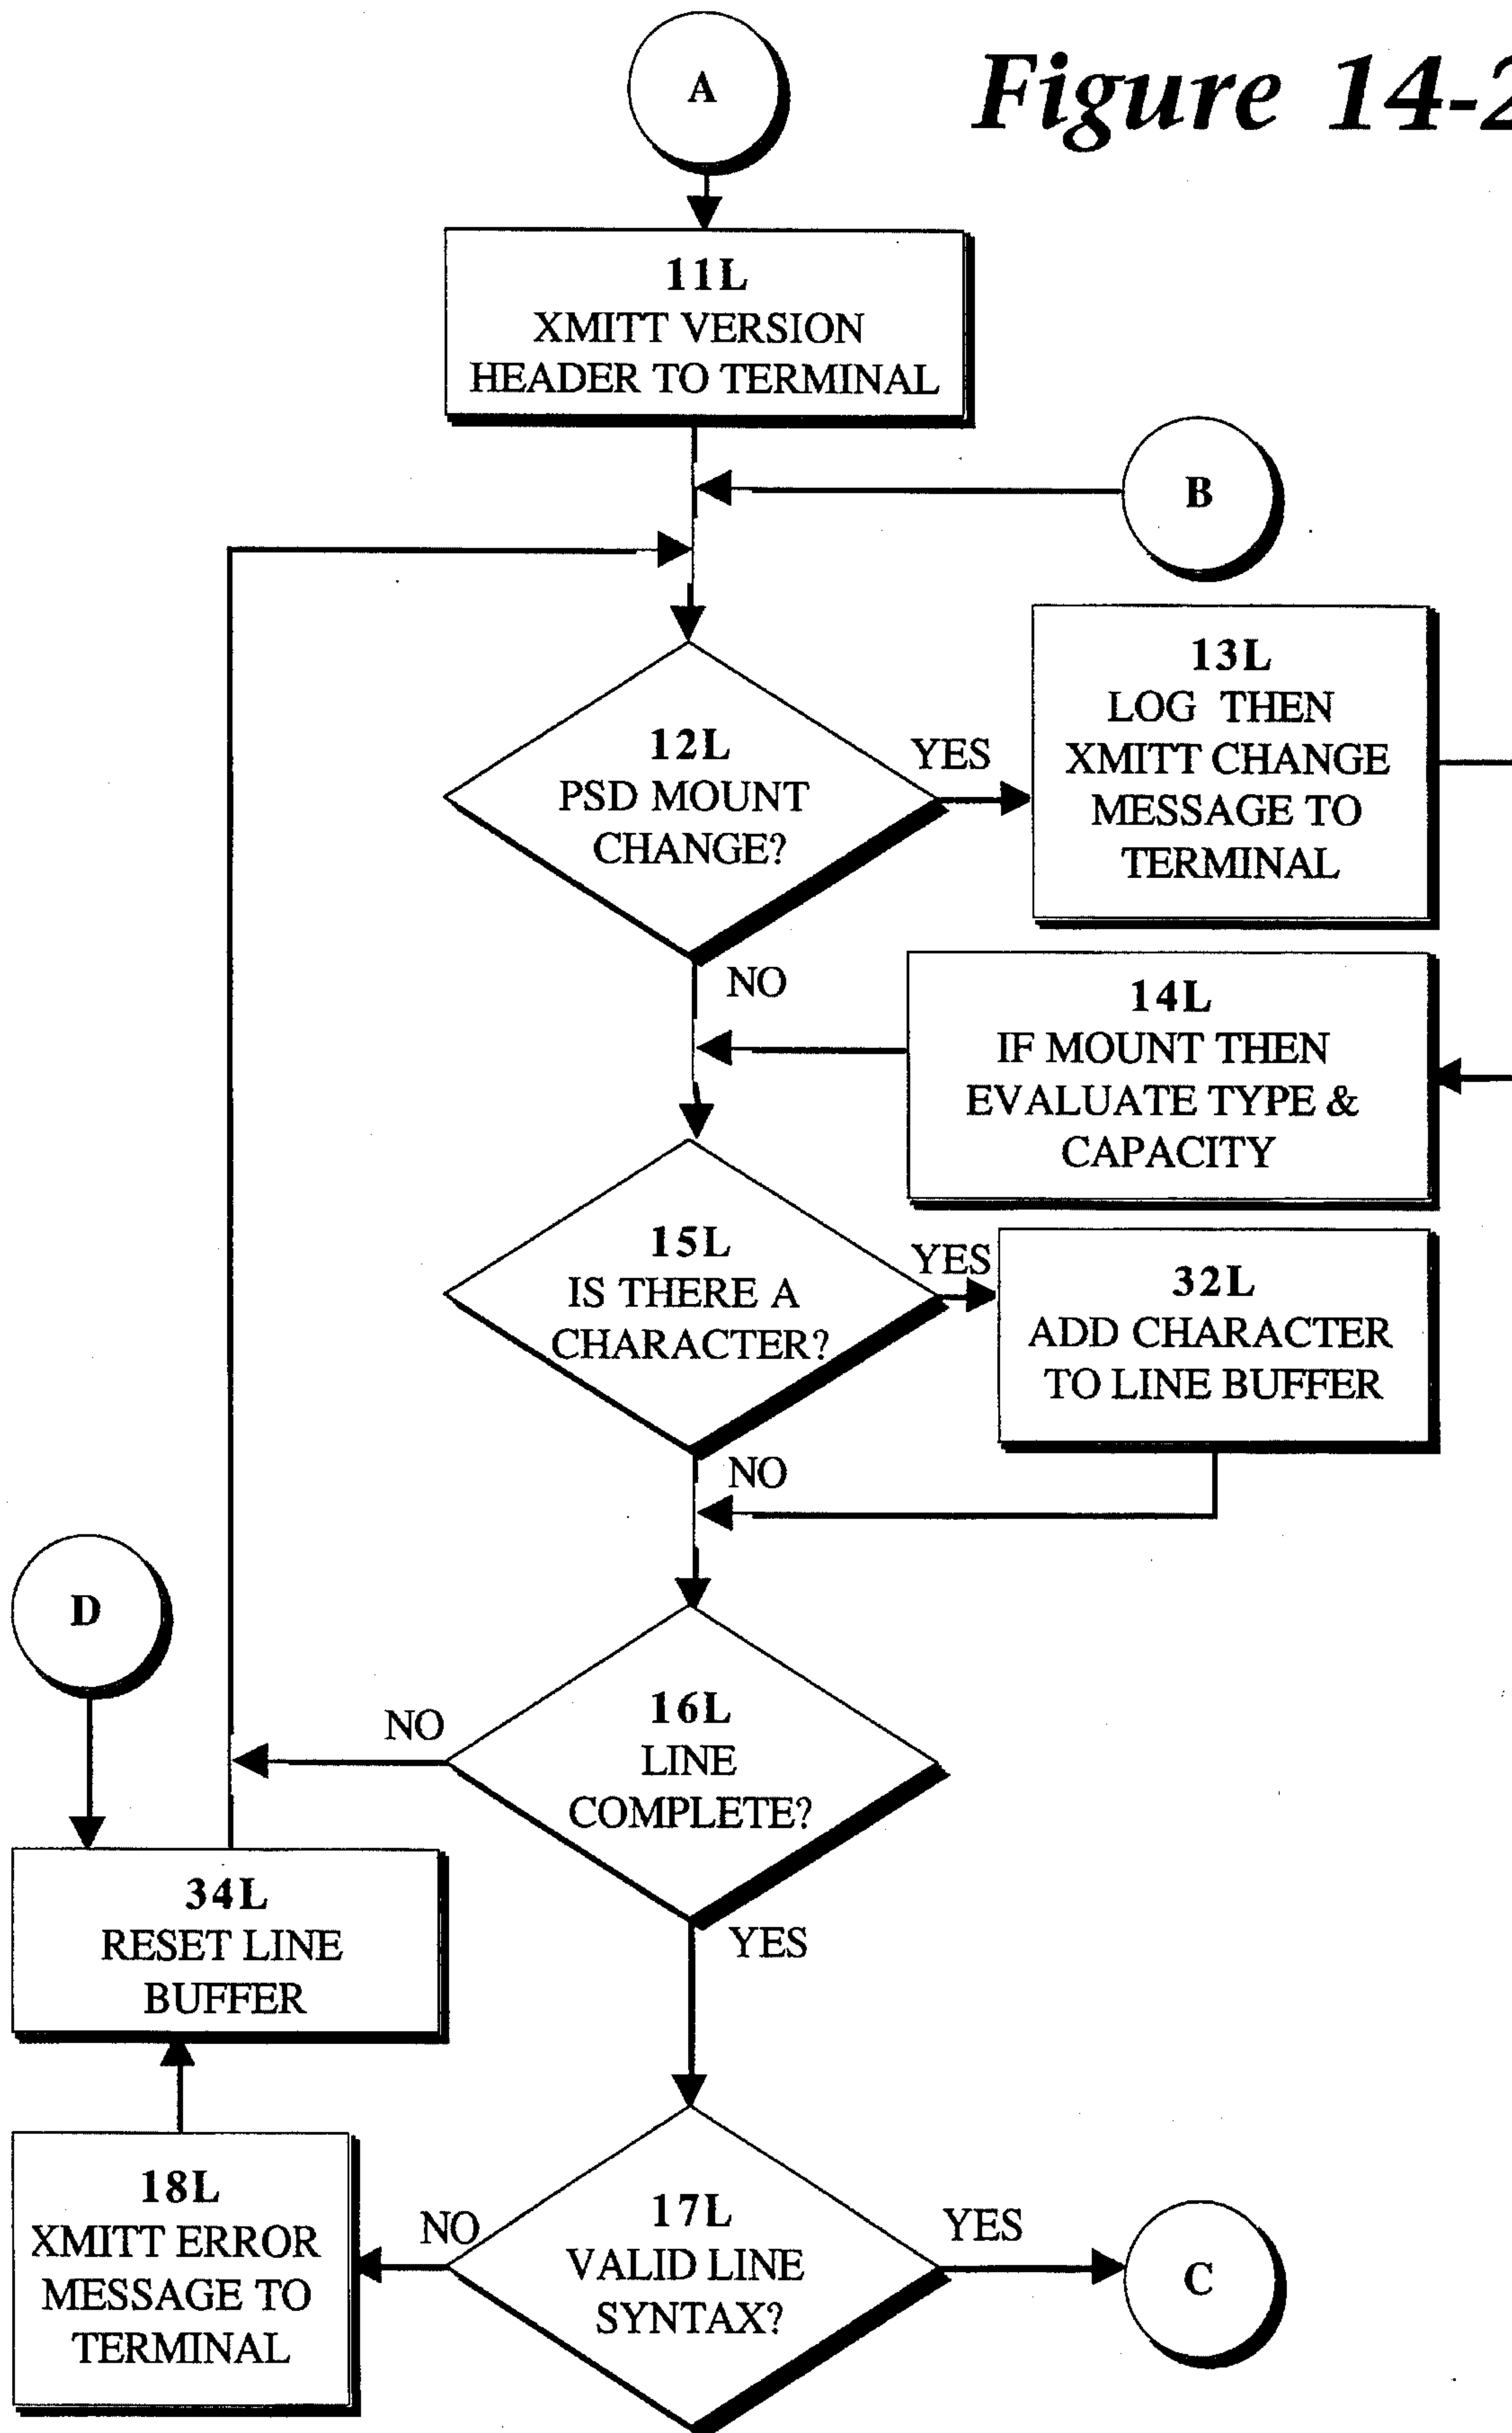 A
Figure 14-2
11L
XMITT VERSION
HEADER TO TERMINAL
B
12L
PSD MOUNT
CHANGE?
YES
13L
LOG THEN
XMITT CHANGE
MESSAGE TO
TERMINAL
NO
14L
IF MOUNT THEN
EVALUATE TYPE &
CAPACITY
15L
IS THERE A
CHARACTER?
YES
32L
ADD CHARACTER
TO LINE BUFFER
NO
D
16L
LINE
COMPLETE?
NO
YES
34L
RESET LINE
BUFFER
18L
XMITT ERROR
MESSAGE TO
TERMINAL
NO
17L
VALID LINE
SYNTAX?
YES
C